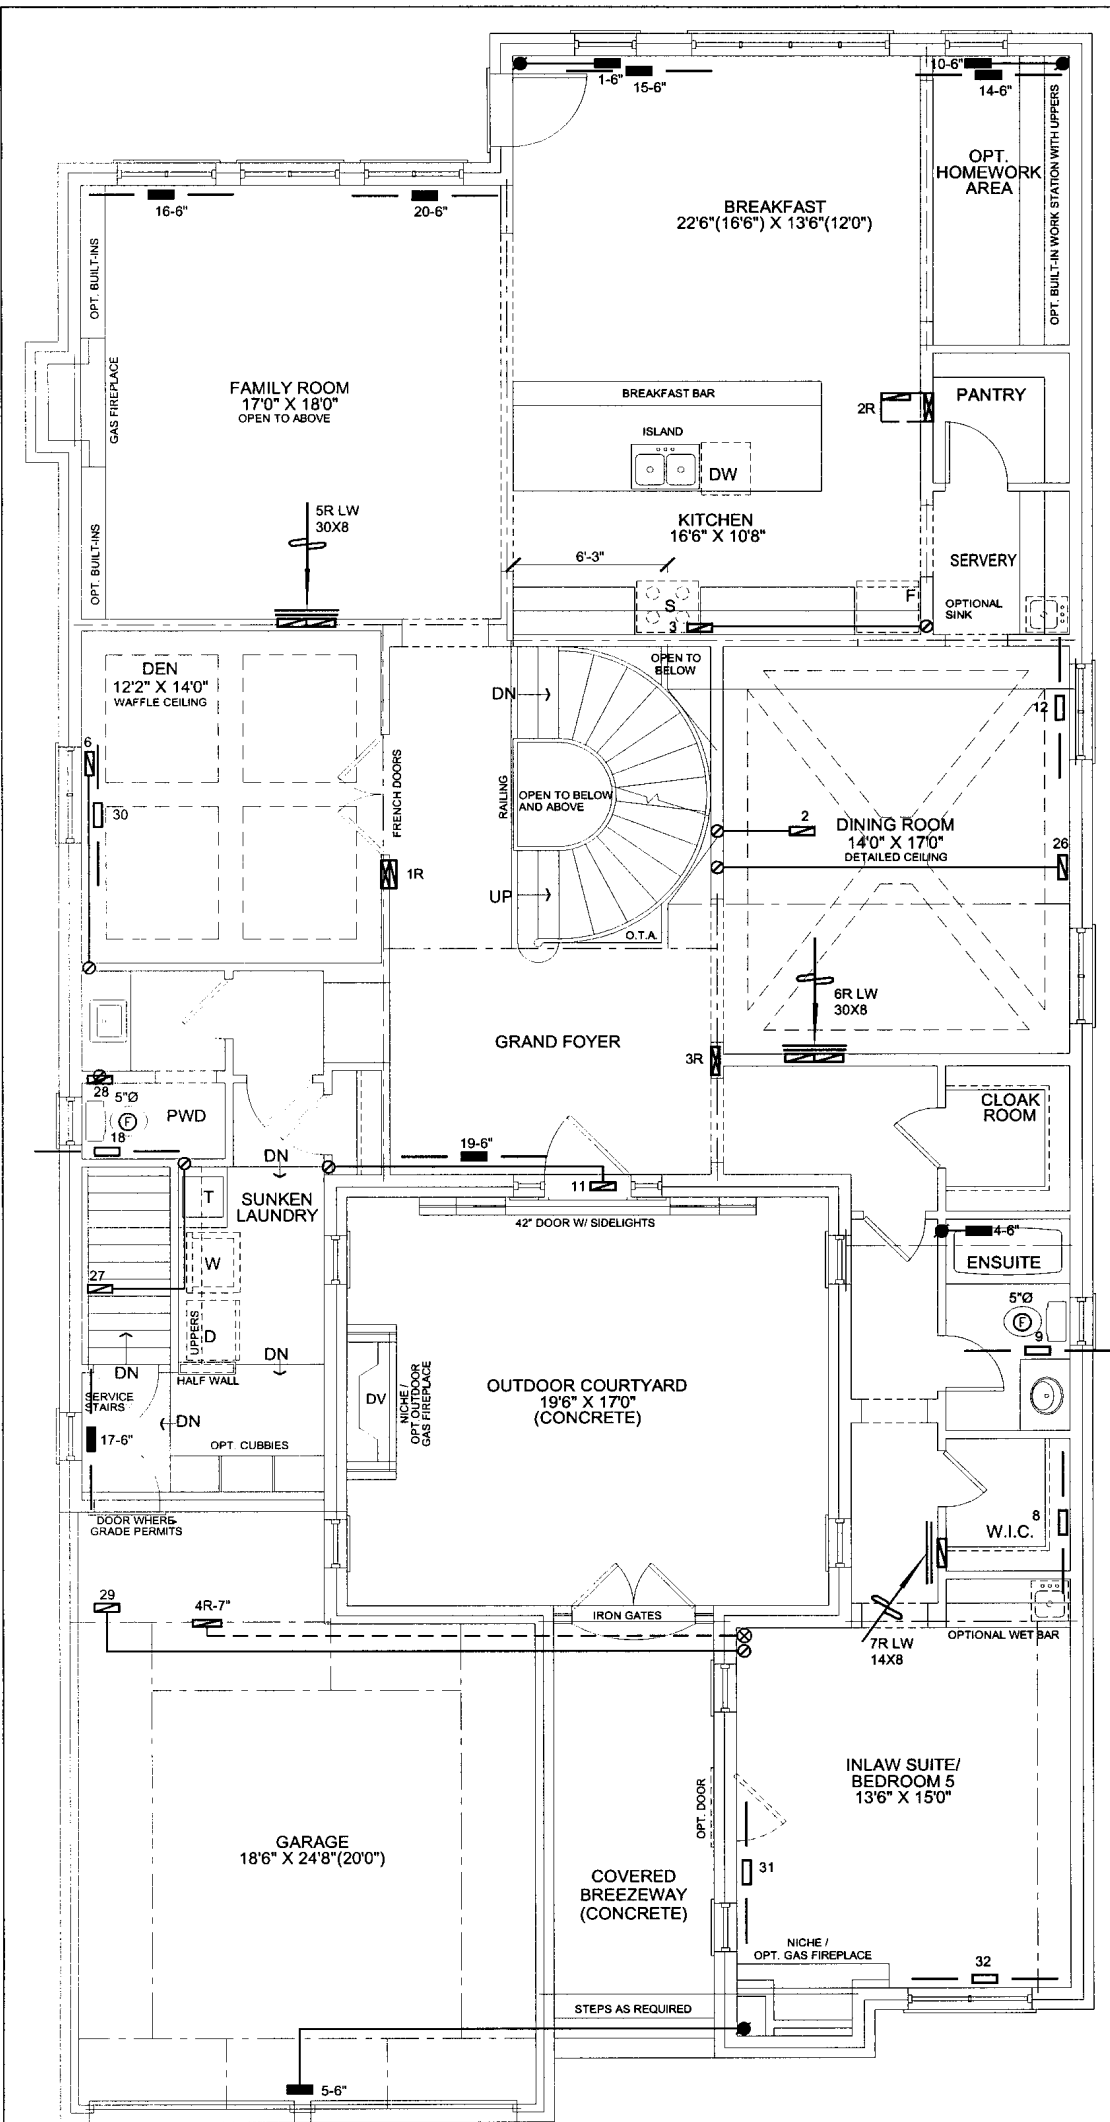 1-6"
15-6"
10-6"
14-6"
OPT.
HOMEWORK
AREA
OPT. BUILT-IN WORK STATION WITH UPPERS
16-6"
20-6"
BREAKFAST
22'6"(16'6") X 13'6"(12'0")
OPT. BUILT-INS
GAS FIREPLACE
FAMILY ROOM
17'0" X 18'0"
OPEN TO ABOVE
BREAKFAST BAR
2R
PANTRY
ISLAND
DW
OPT. BUILT-INS
5R LW
30X8
KITCHEN
16'6" X 10'8"
6'-3"
SERVERY
S
F
OPTIONAL
SINK
3
DEN
12'2" X 14'0"
WAFFLE CEILING
OPEN TO
BELOW
DN
12
6
30
FRENCH DOORS
RAILING
OPEN TO BELOW
AND ABOVE
2
DINING ROOM
14'0" X 17'0"
DETAILED CEILING
26
1R
UP
O.T.A.
6R LW
30X8
GRAND FOYER
3R
28
5"Ø
F
PWD
18
CLOAK
ROOM
19-6"
DN
11
T
SUNKEN
LAUNDRY
42" DOOR W/ SIDELIGHTS
4-6"
ENSUITE
W
27
5"Ø
F
9
UPPERS
D
DN
DN
HALF WALL
SERVICE
STAIRS
DN
17-6"
OPT. CUBBIES
DV
NICHE /
OPT.OUTDOOR
GAS FIREPLACE
OUTDOOR COURTYARD
19'6" X 17'0"
(CONCRETE)
DOOR WHERE
GRADE PERMITS
W.I.C.
8
29
4R-7"
IRON GATES
7R LW
14X8
OPTIONAL WET BAR
INLAW SUITE/
BEDROOM 5
13'6" X 15'0"
OPT. DOOR
GARAGE
18'6" X 24'8"(20'0")
31
COVERED
BREEZEWAY
(CONCRETE)
NICHE /
OPT. GAS FIREPLACE
32
STEPS AS REQUIRED
5-6"